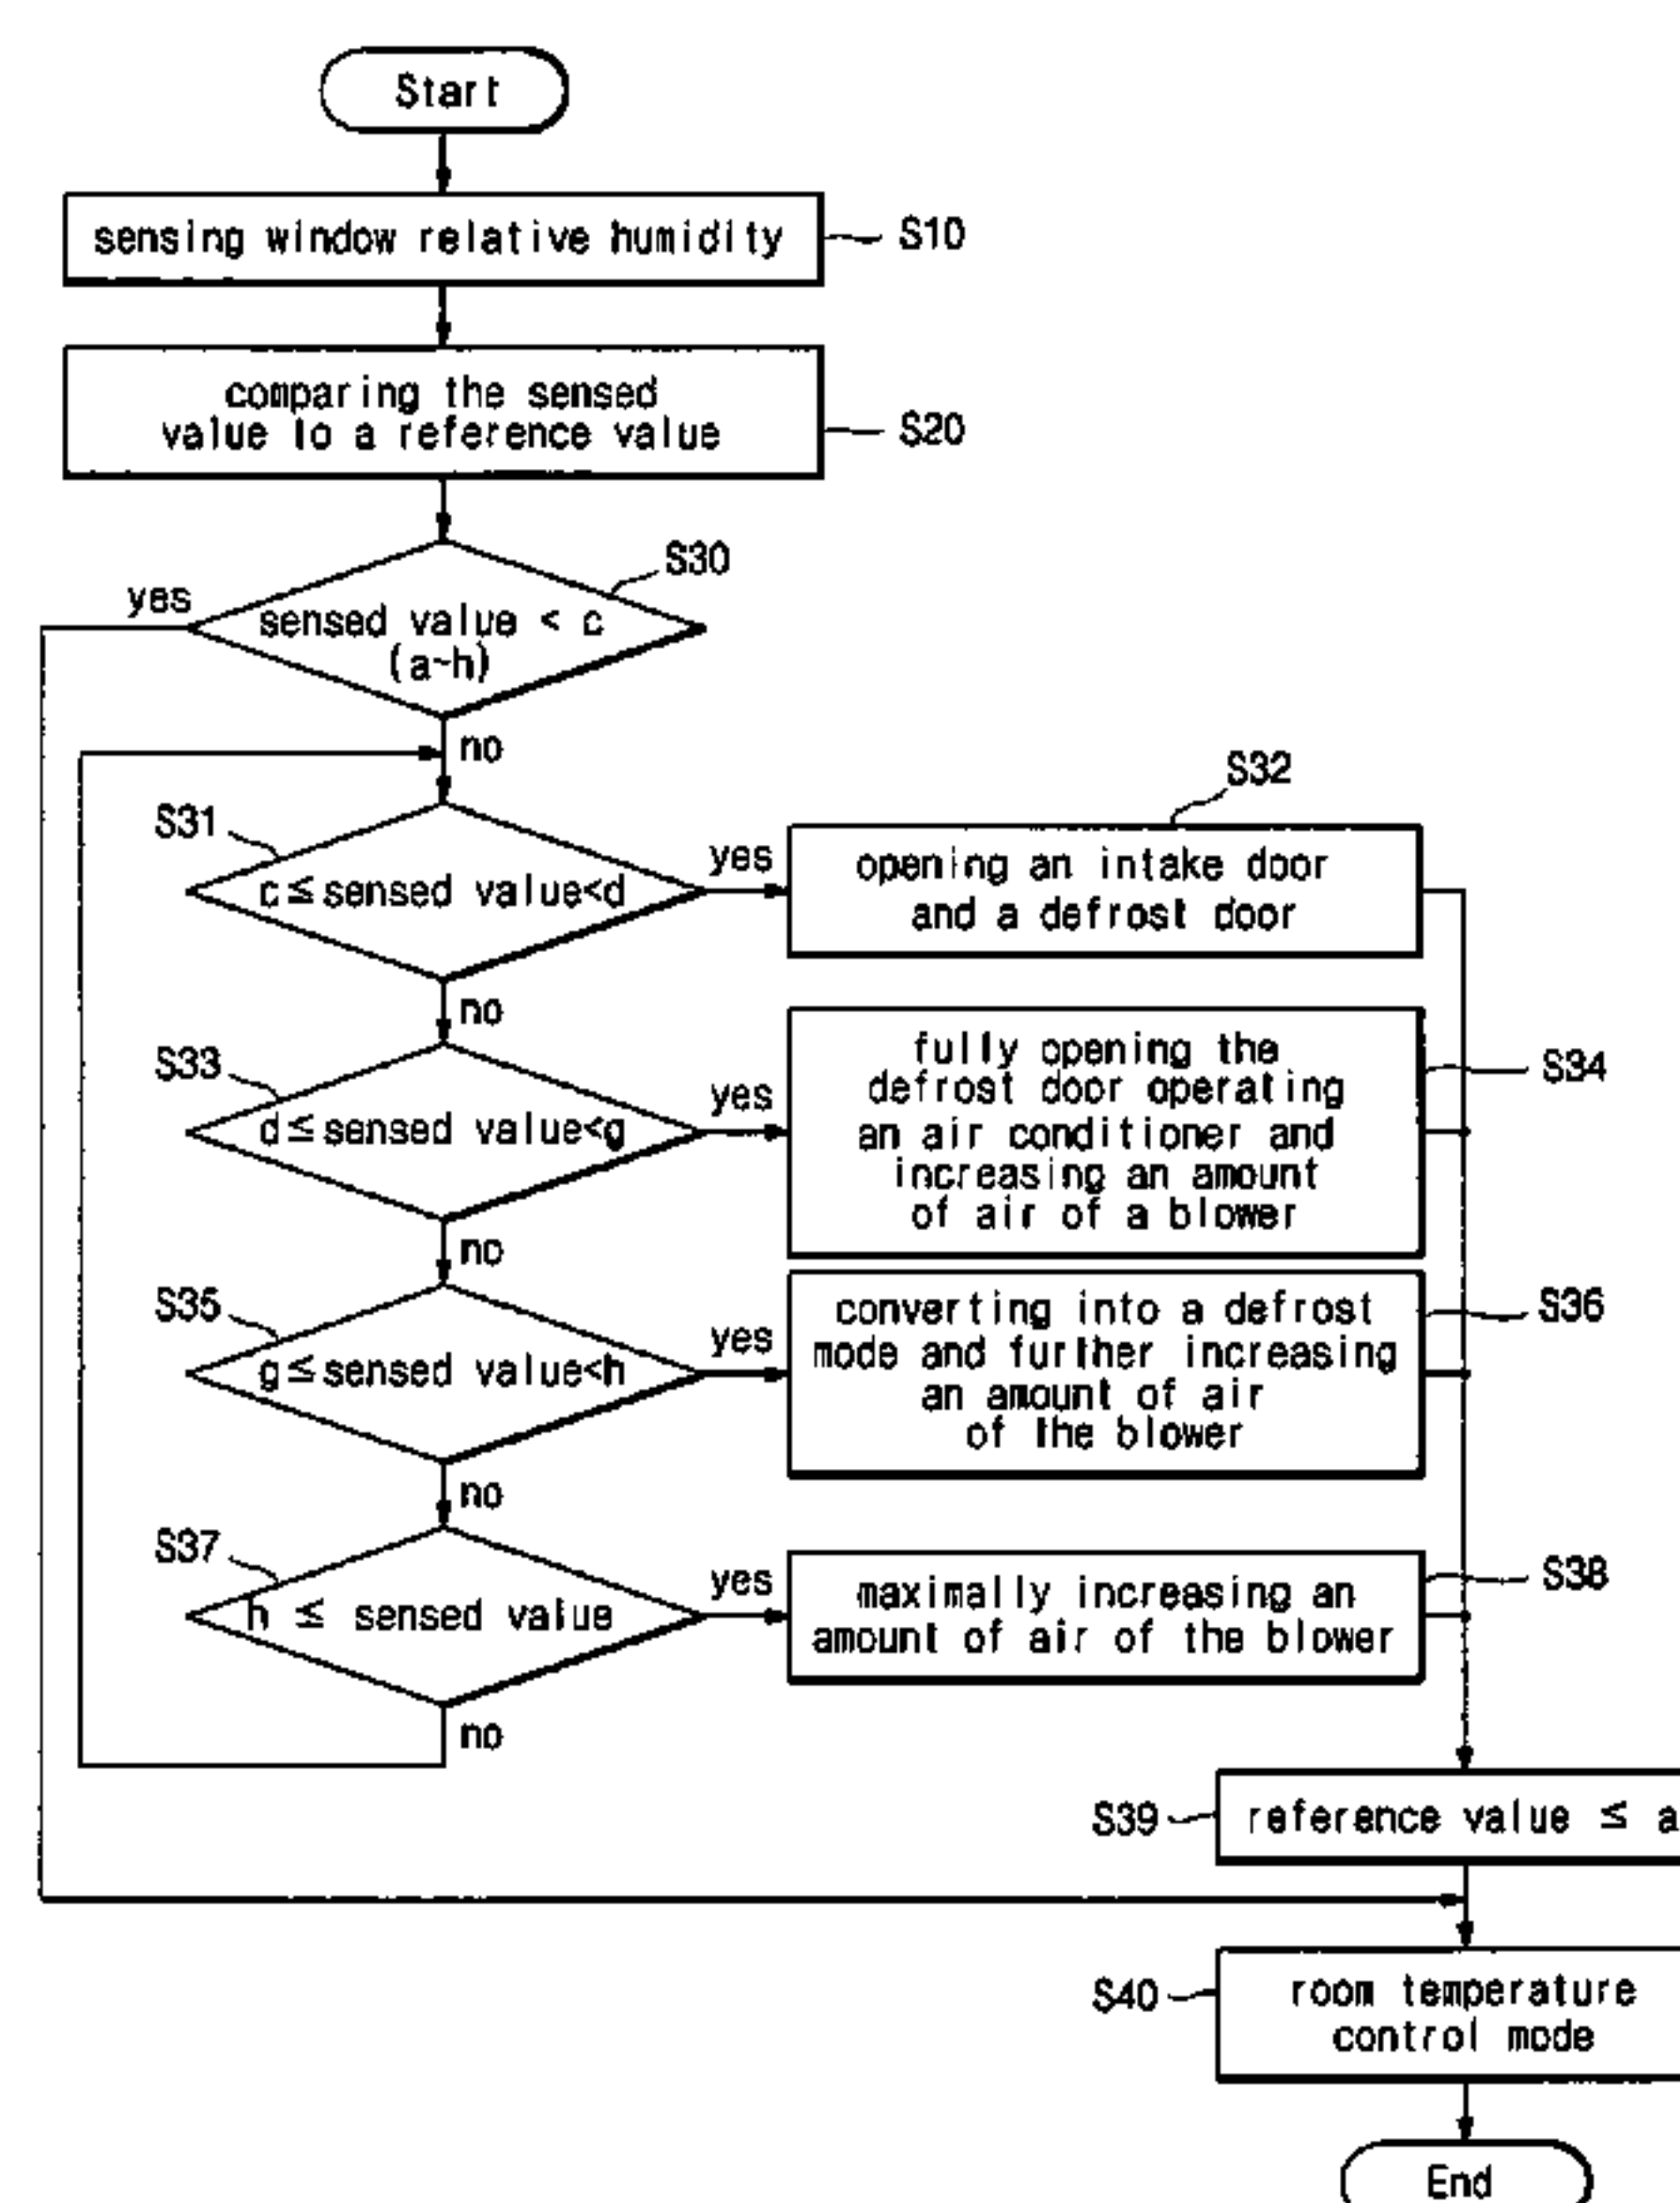 Start
sensing window relative humidity
S10
comparing the sensed
value to a reference value
S20
S30
yes
sensed value < c
(a~h)
no
S31
c≤sensed value<d
yes
S32
opening an intake door
and a defrost door
no
S33
d≤sensed value<g
yes
fully opening the
defrost door operating
an air conditioner and
increasing an amount
of air of a blower
S34
no
S35
g≤sensed value<h
yes
converting into a defrost
mode and further increasing
an amount of air
of the blower
S36
no
S37
h ≤ sensed value
yes
maximally increasing an
amount of air of the blower
S38
no
S39
reference value ≤ a
S40
room temperature
control mode
End